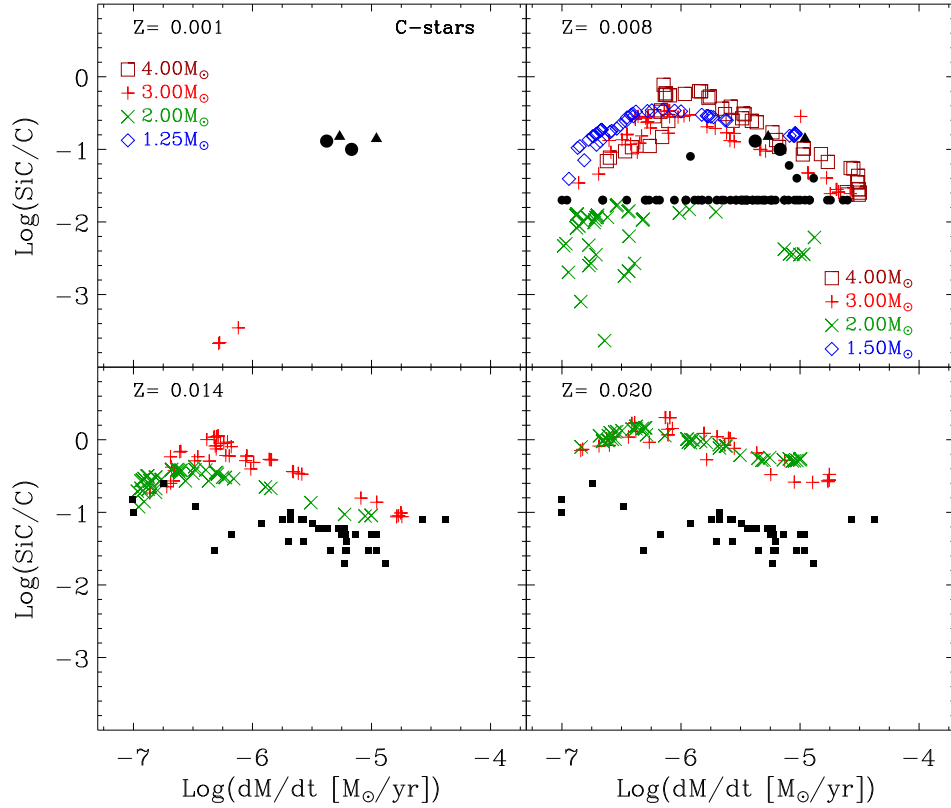 Z= 0.001 C-stars
4.00M⊙
3.00M⊙
2.00M⊙
1.25M⊙
Z= 0.008
4.00M⊙
3.00M⊙
2.00M⊙
1.50M⊙
Log(SiC/C)
0
−1
−2
−3
Z= 0.014
Z= 0.020
Log(SiC/C)
0
−1
−2
−3
−7 −6 −5 −4
−7 −6 −5 −4
Log(dM/dt [M⊙/yr)
Log(dM/dt [M⊙/yr)